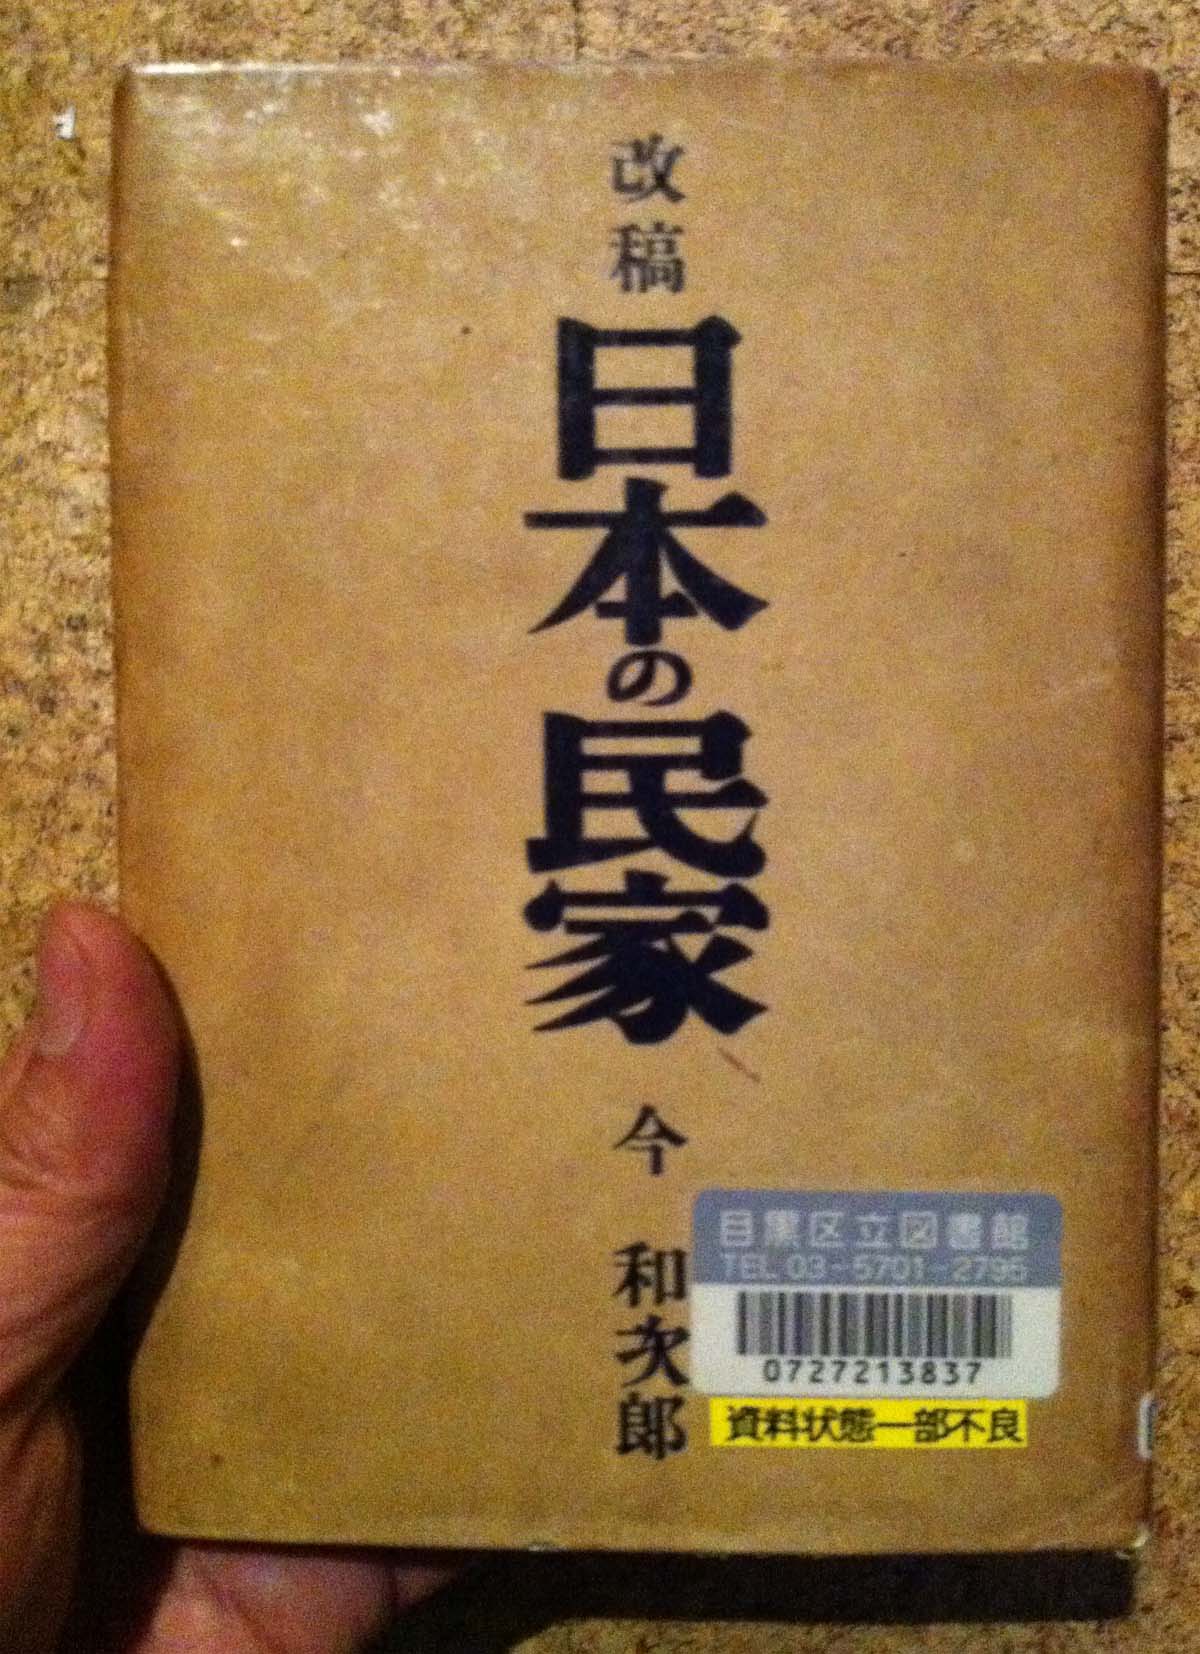 改稿
日本の民家
今 和次郎
目黒区立図書館
TEL 03-5701-2795
0727213837
資料状態一部不良